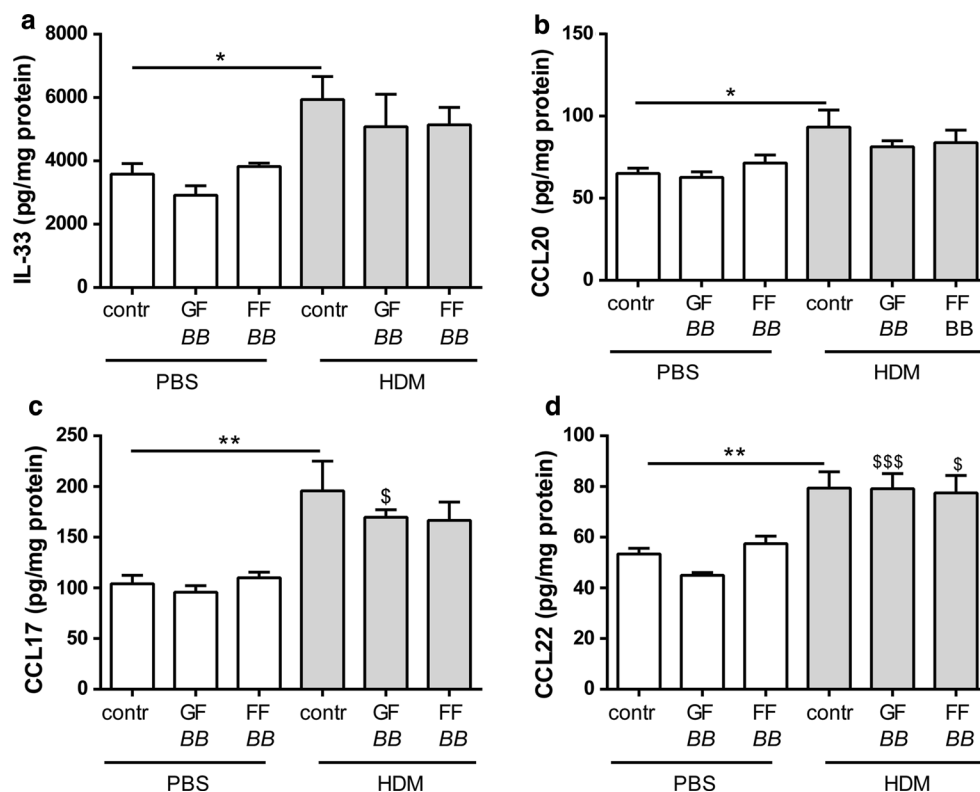 a
8000
6000
4000
2000
0
IL-33 (pg/mg protein)
*
contr GF FF contr GF FF
BB BB BB BB
PBS HDM
b
150
100
50
0
CCL20 (pg/mg protein)
*
contr GF FF contr GF FF
BB BB BB BB
PBS HDM
c
250
200
150
100
50
0
CCL17 (pg/mg protein)
**
$
contr GF FF contr GF FF
BB BB BB BB
PBS HDM
d
100
80
60
40
20
0
CCL22 (pg/mg protein)
**
$$$ $
contr GF FF contr GF FF
BB BB BB BB
PBS HDM